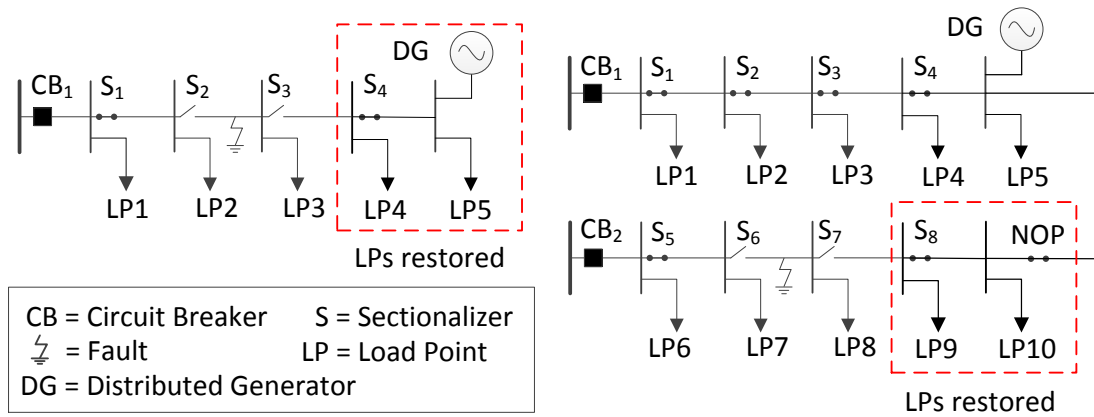 DG
CB₁ S₁ S₂ S₃ S₄
LP1 LP2 LP3 LP4 LP5
LPs restored
CB = Circuit Breaker S = Sectionalizer
= Fault LP = Load Point
DG = Distributed Generator
DG
CB₁ S₁ S₂ S₃ S₄
LP1 LP2 LP3 LP4 LP5
CB₂ S₅ S₆ S₇ S₈ NOP
LP6 LP7 LP8 LP9 LP10
LPs restored